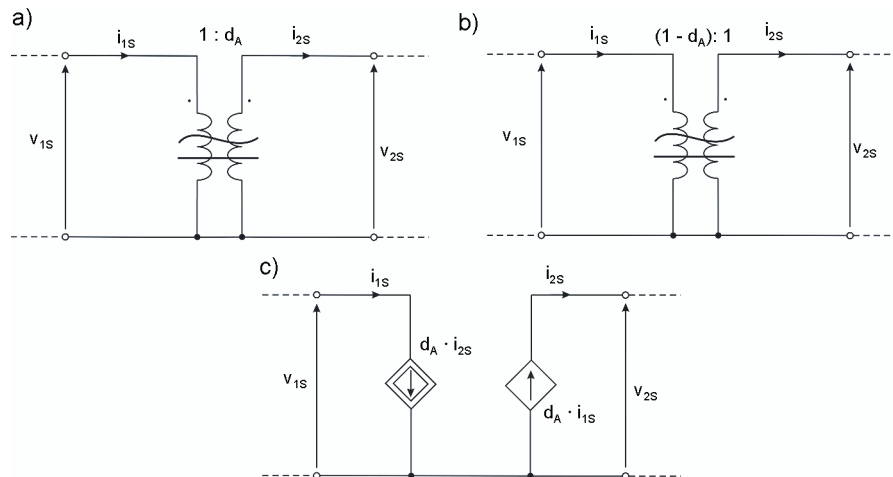 a)
i1S
1 : dA
i2S
v1S
v2S
b)
i1S
(1 - dA): 1
i2S
v1S
v2S
c)
i1S
i2S
dA · i2S
v1S
v2S
dA · i1S